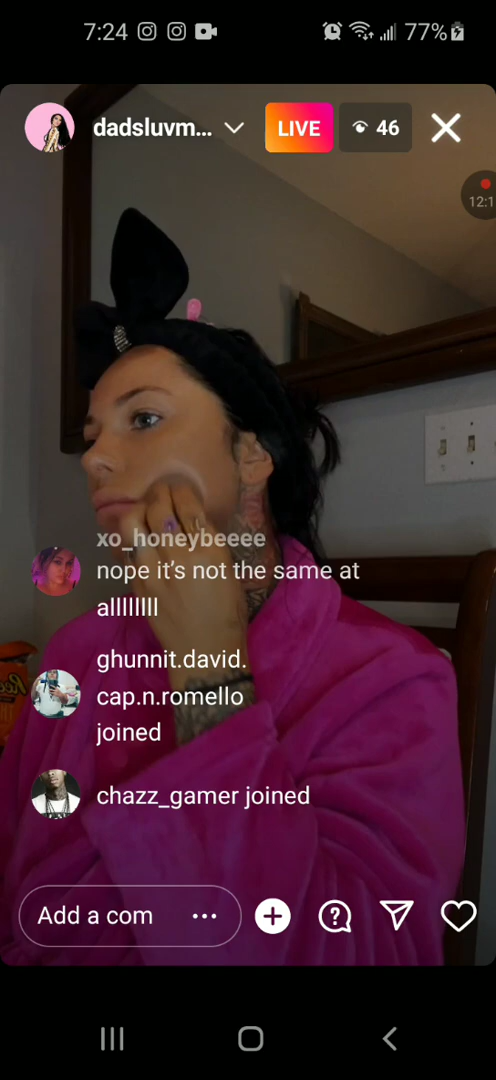 7:24
77%
dadsluvm...
LIVE
46
12:1
xo_honeybeeee
nope it's not the same at
allllllll
ghunnit.david.
cap.n.romello
joined
chazz_gamer joined
Add a com